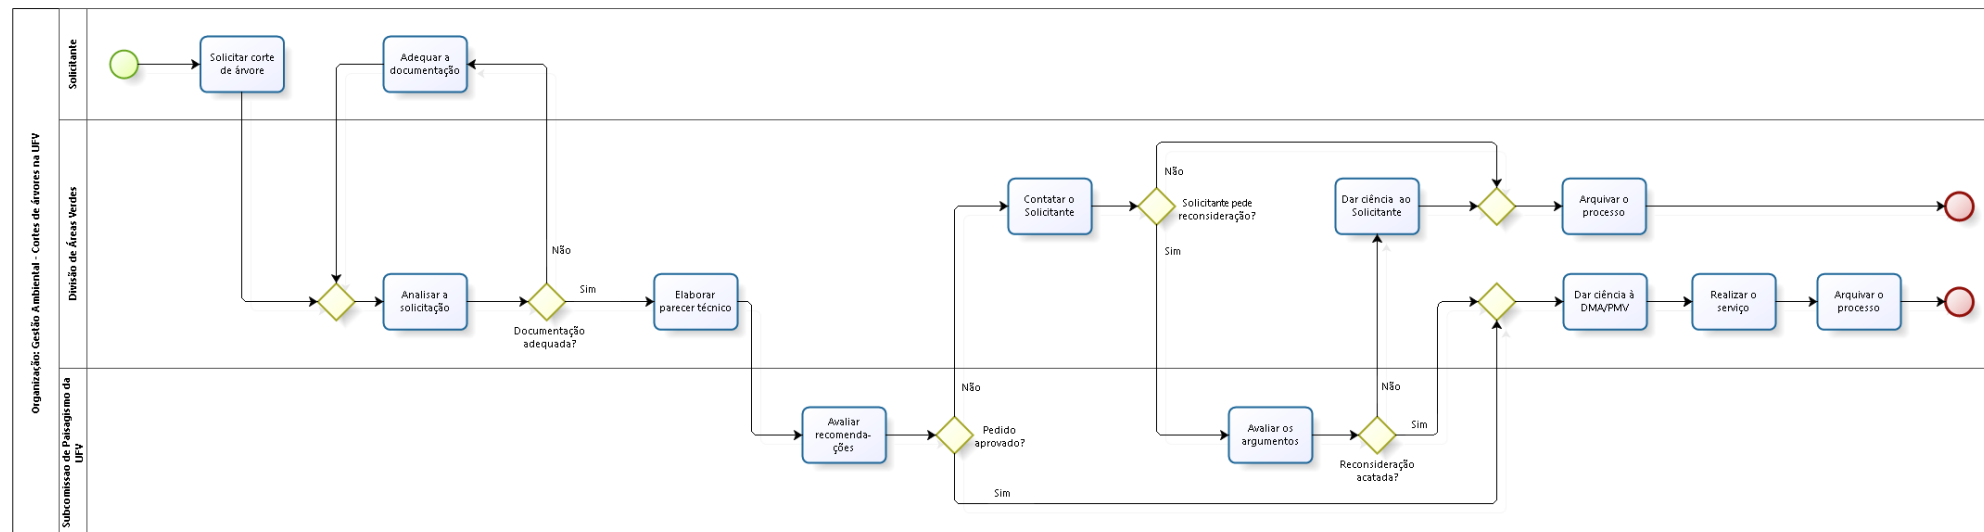 Organização: Gestão Ambiental - Cortes de árvores na UFV
Solicitante
Solicitar corte
de árvore
Adequar a
documentação
Divisão de Áreas Verdes
Analisar a
solicitação
Não
Sim
Documentação
adequada?
Elaborar
parecer técnico
Contatar o
Solicitante
Não
Solicitante pede
reconsideração?
Sim
Dar ciência  ao
Solicitante
Arquivar o
processo
Dar ciência à
DMA/PMV
Realizar o
serviço
Arquivar o
processo
Subcomissao de Paisagismo da
UFV
Avaliar
recomenda-
ções
Não
Pedido
aprovado?
Sim
Avaliar os
argumentos
Não
Sim
Reconsideração
acatada?